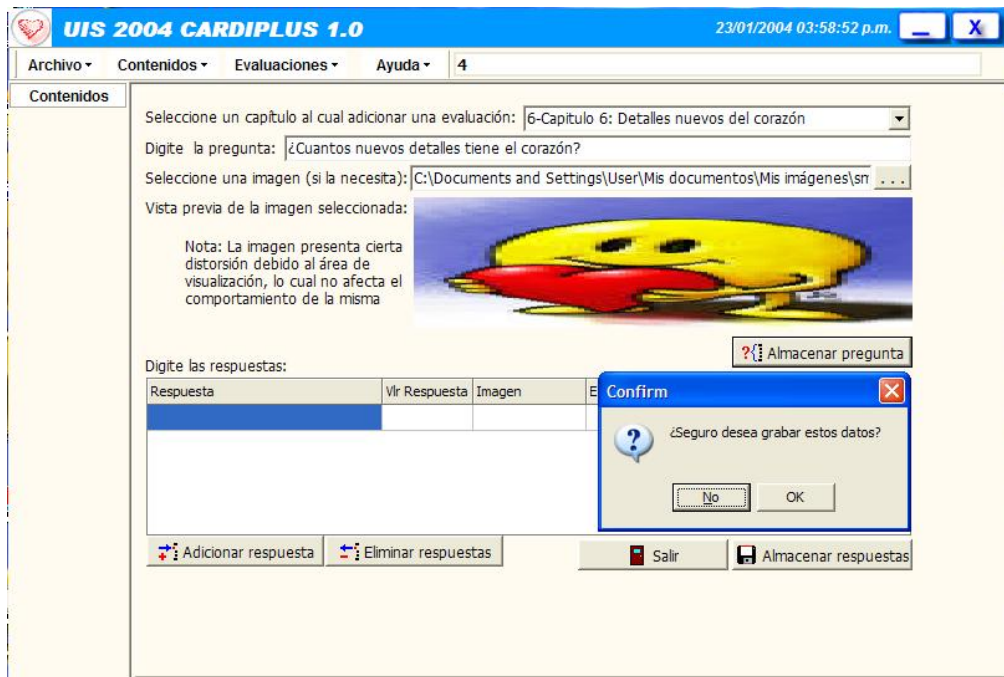 UIS 2004 CARDIPLUS 1.0 23/01/2004 03:58:52 p.m. X
Archivo Contenidos Evaluaciones Ayuda 4
Contenidos
Seleccione un capítulo al cual adicionar una evaluación: 6-Capitulo 6: Detalles nuevos del corazón
Digite la pregunta: ¿Cuantos nuevos detalles tiene el corazón?
Seleccione una imagen (si la necesita): C:\Documents and Settings\User\Mis documentos\Mis imágenes\sm ...
Vista previa de la imagen seleccionada:
Nota: La imagen presenta cierta
distorsión debido al área de
visualización, lo cual no afecta el
comportamiento de la misma
?{ Almacenar pregunta
Digite las respuestas:
Respuesta Vlr Respuesta Imagen E
Confirm
¿Seguro desea grabar estos datos?
No OK
Adicionar respuesta Eliminar respuestas Salir Almacenar respuestas